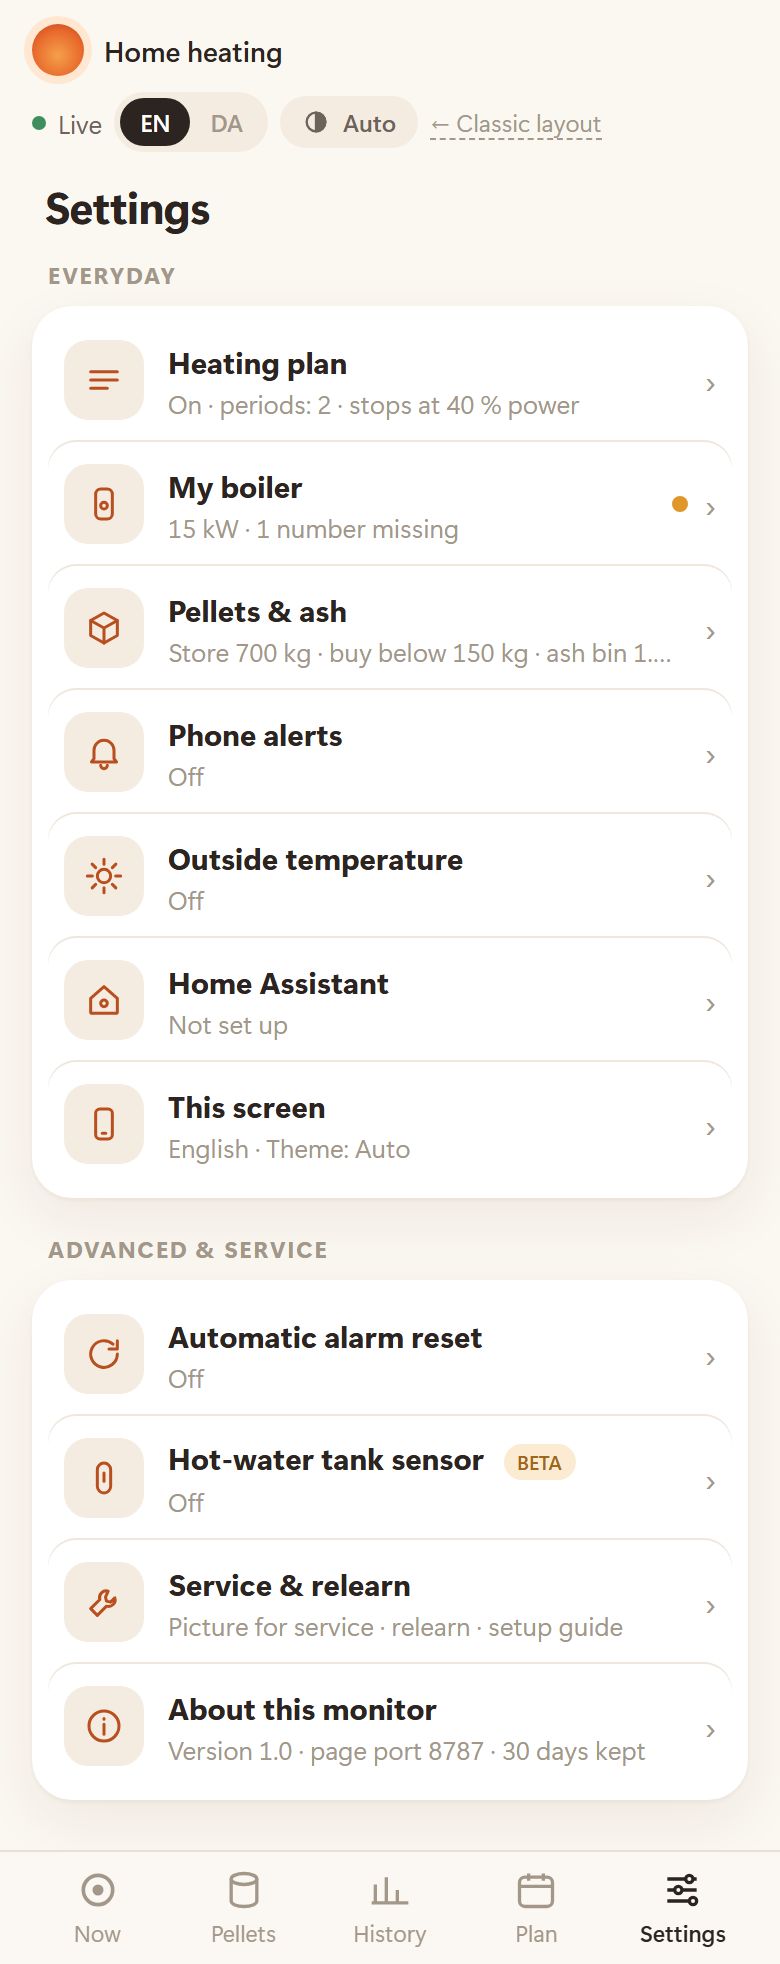 Home heating
Live EN DA Auto ← Classic layout
Settings
EVERYDAY
Heating plan
On · periods: 2 · stops at 40 % power
My boiler
15 kW · 1 number missing
Pellets & ash
Store 700 kg · buy below 150 kg · ash bin 1....
Phone alerts
Off
Outside temperature
Off
Home Assistant
Not set up
This screen
English · Theme: Auto
ADVANCED & SERVICE
Automatic alarm reset
Off
Hot-water tank sensor BETA
Off
Service & relearn
Picture for service · relearn · setup guide
About this monitor
Version 1.0 · page port 8787 · 30 days kept
Now Pellets History Plan Settings